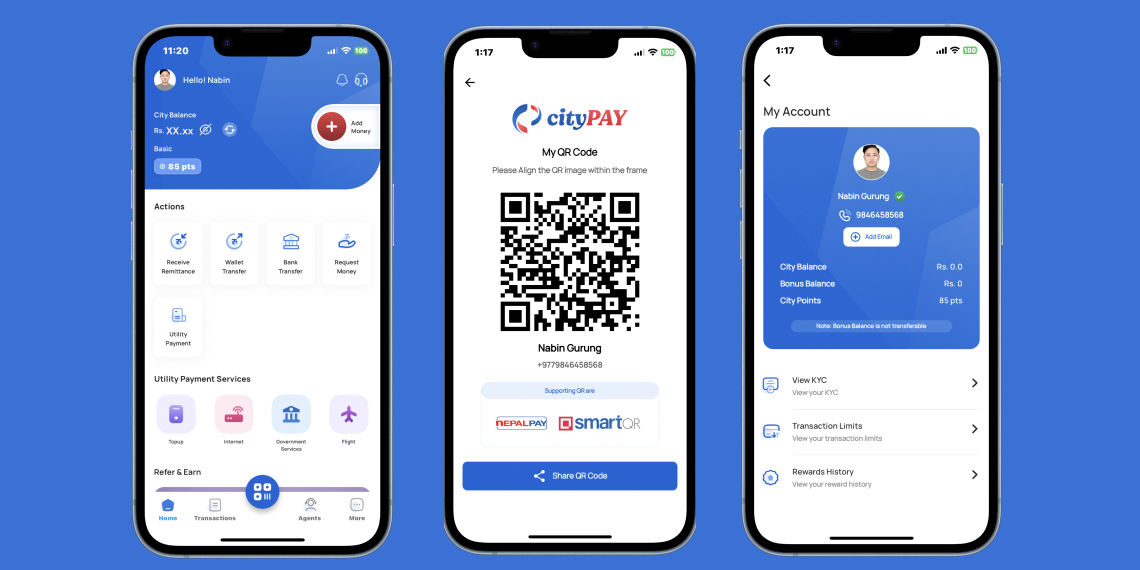 11:20
100
Hello! Nabin
City Balance
Rs. XX.xx
Add
Money
Basic
85 pts
Actions
Receive
Remittance
Wallet
Transfer
Bank
Transfer
Request
Money
Utility
Payment
Utility Payment Services
Topup
Internet
Government
Services
Flight
Refer & Earn
Home
Transactions
Agents
More
1:17
100
cityPAY
My QR Code
Please Align the QR image within the frame
Nabin Gurung
+9779846458568
Supporting QR are
NEPALPAY
smartQR
Share QR Code
1:17
100
My Account
Nabin Gurung
9846458568
Add Email
City Balance Rs. 0.0
Bonus Balance Rs. 0
City Points 85 pts
Note: Bonus Balance is not transferable
View KYC
View your KYC
Transaction Limits
View your transaction limits
Rewards History
View your reward history